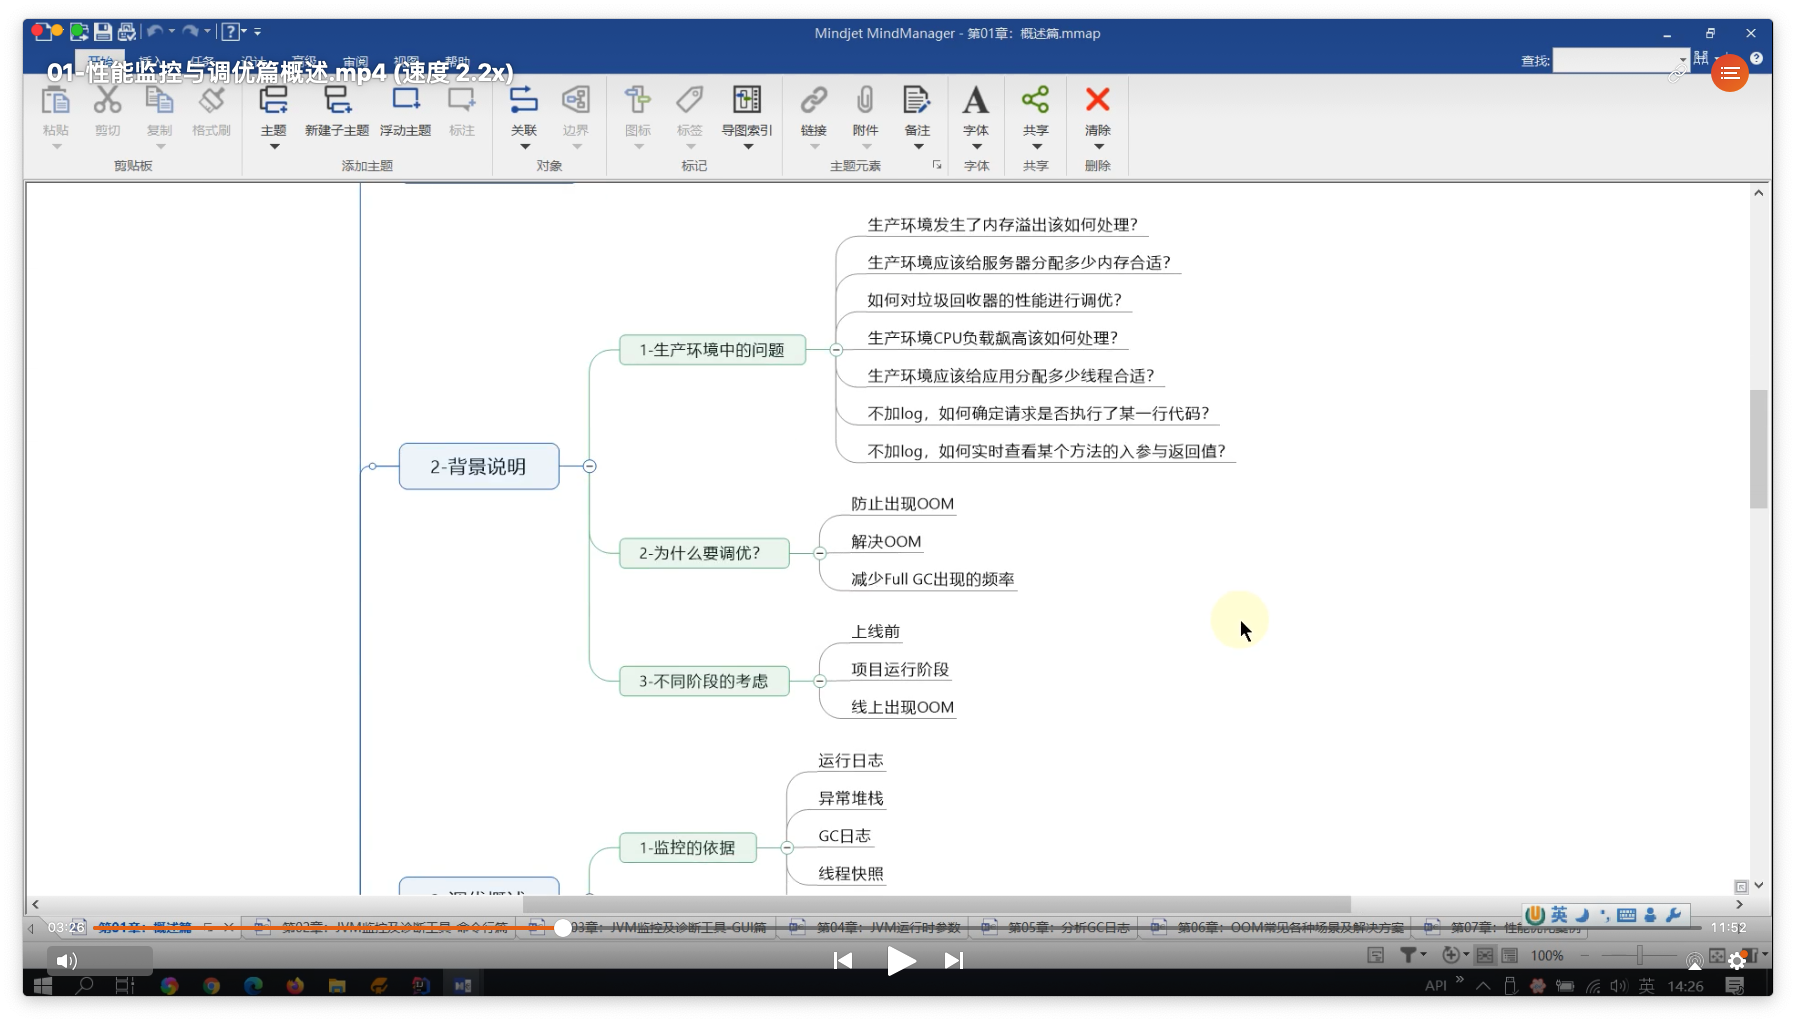 Mindjet MindManager - 第01章：概述篇.mmap
01-性能监控与调优篇概述.mp4 (速度 2.2x)
查找:
粘贴
剪切
复制
格式刷
主题
新建子主题
浮动主题
标注
关联
边界
图标
标签
导图索引
链接
附件
备注
字体
共享
清除
剪贴板
添加主题
对象
标记
主题元素
字体
共享
删除
生产环境发生了内存溢出该如何处理？
生产环境应该给服务器分配多少内存合适？
如何对垃圾回收器的性能进行调优？
生产环境CPU负载飙高该如何处理？
生产环境应该给应用分配多少线程合适？
不加log，如何确定请求是否执行了某一行代码？
不加log，如何实时查看某个方法的入参与返回值？
1-生产环境中的问题
2-背景说明
防止出现OOM
解决OOM
减少Full GC出现的频率
2-为什么要调优？
上线前
项目运行阶段
线上出现OOM
3-不同阶段的考虑
运行日志
异常堆栈
GC日志
线程快照
1-监控的依据
03:26
第01章：概述篇
第02章：JVM监控及诊断工具-命令行篇
03章：JVM监控及诊断工具-GUI篇
第04章：JVM运行时参数
第05章：分析GC日志
第06章：OOM常见各种场景及解决方案
第07章：性能优化案例
11:52
英
100%
API
英
14:26